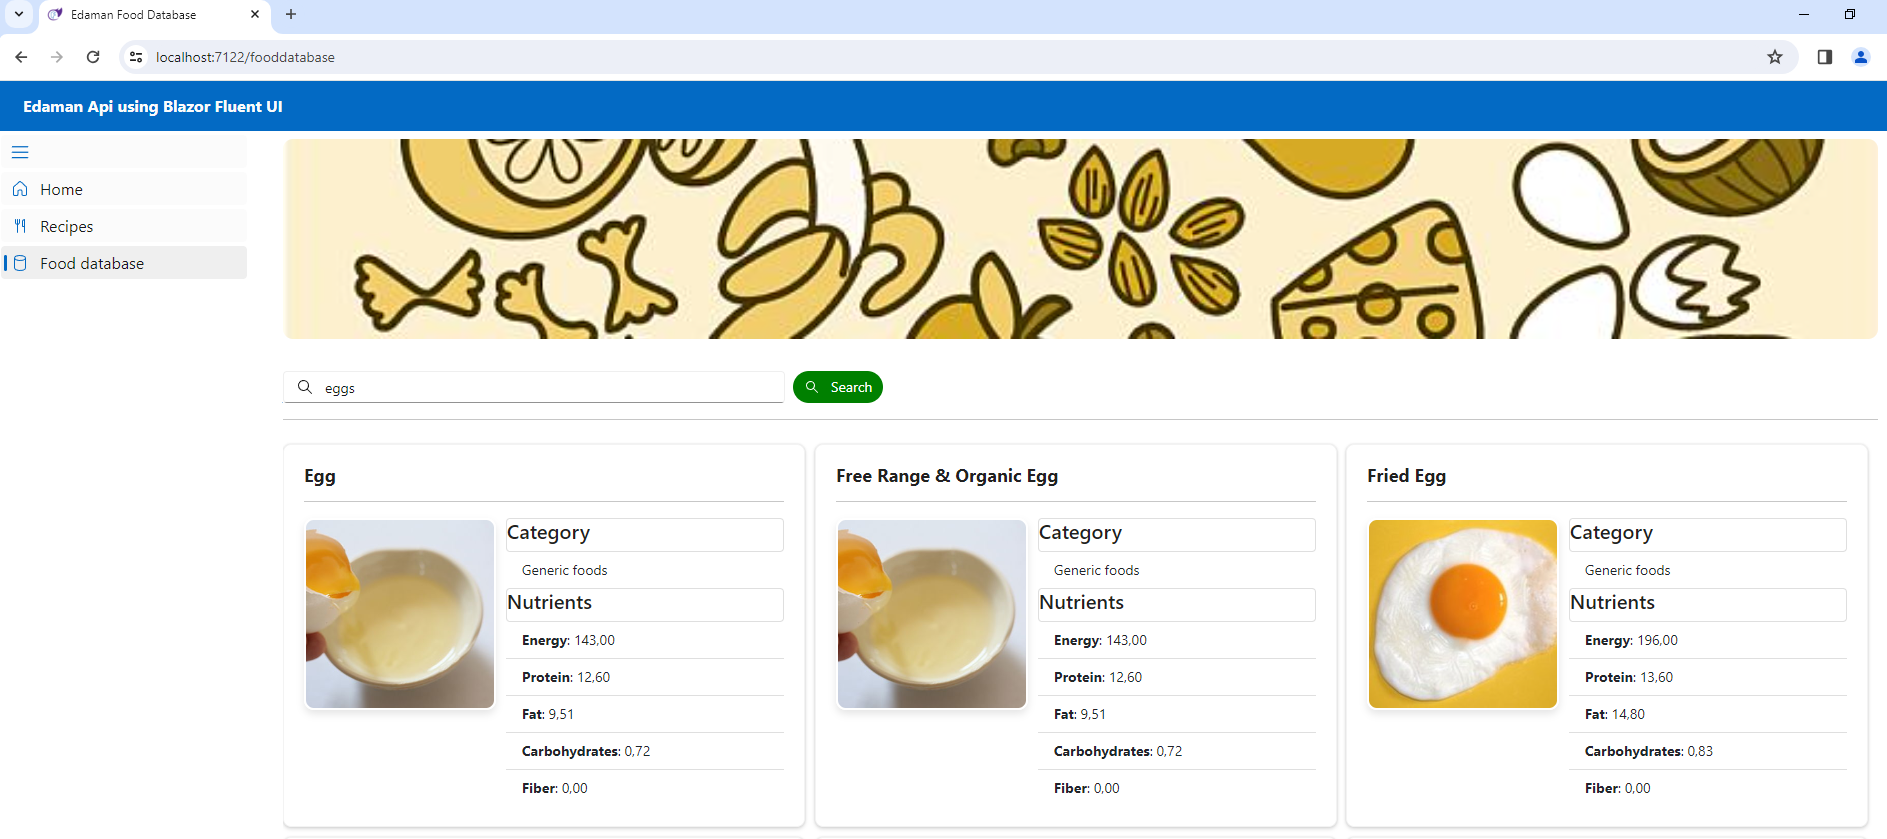 Edaman Food Database
localhost:7122/fooddatabase
Edaman Api using Blazor Fluent UI
Home
Recipes
Food database
eggs
Search
Egg
Category
Generic foods
Nutrients
Energy: 143,00
Protein: 12,60
Fat: 9,51
Carbohydrates: 0,72
Fiber: 0,00
Free Range & Organic Egg
Category
Generic foods
Nutrients
Energy: 143,00
Protein: 12,60
Fat: 9,51
Carbohydrates: 0,72
Fiber: 0,00
Fried Egg
Category
Generic foods
Nutrients
Energy: 196,00
Protein: 13,60
Fat: 14,80
Carbohydrates: 0,83
Fiber: 0,00